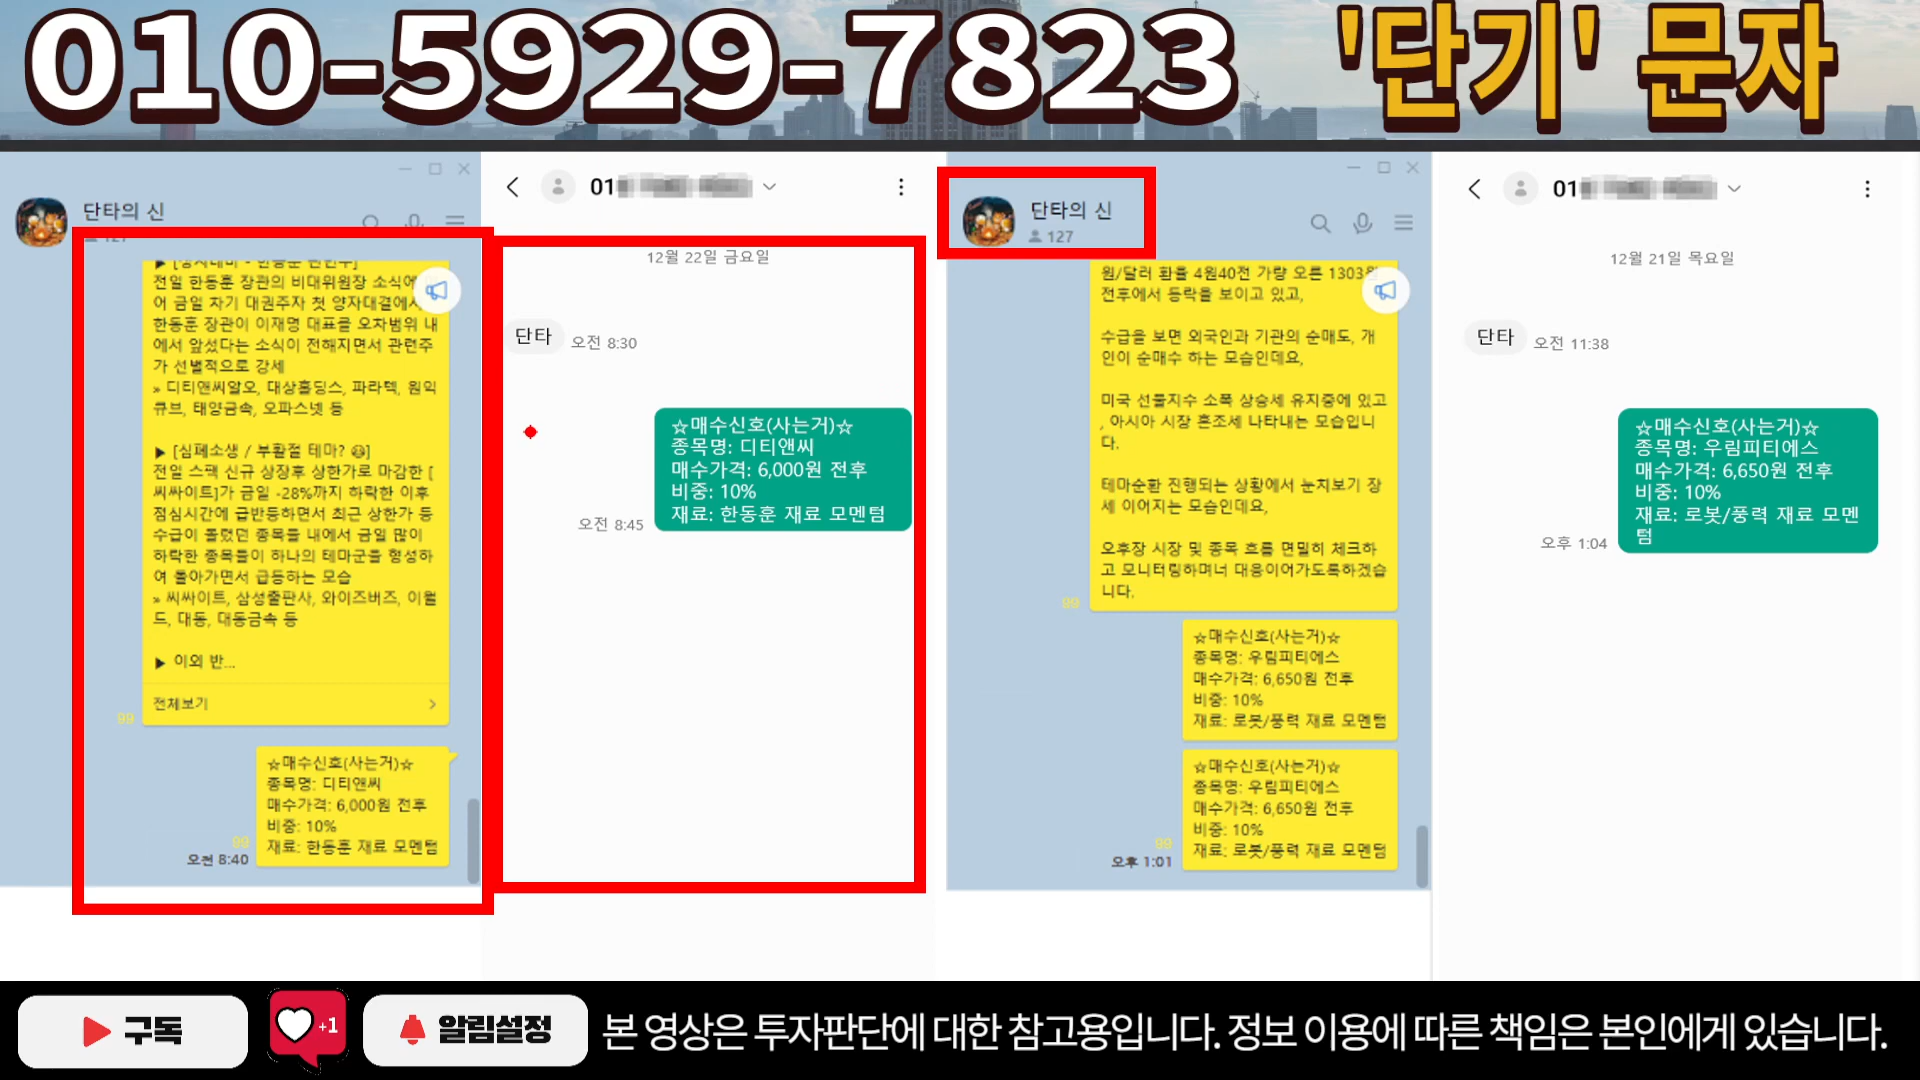 010-5929-7823 '단기' 문자
단타의 신
127
전일 한동훈 장관의 비대위원장 소식에
어 금일 차기 대권주자 첫 양자대결에서
한동훈 장관이 이재명 대표를 오차범위 내
에서 앞섰다는 소식이 전해지면서 관련주
가 선별적으로 강세
» 디티앤씨알오, 대상홀딩스, 파라텍, 원익
큐브, 태양금속, 오파스넷 등
▶ [심폐소생 / 부활절 테마? 😂]
전일 스팩 신규 상장후 상한가로 마감한 [
씨싸이트]가 금일 -28%까지 하락한 이후
점심시간에 급반등하면서 최근 상한가 등
수급이 몰렸던 종목들 내에서 금일 많이
하락한 종목들이 하나의 테마군을 형성하
여 돌아가면서 급등하는 모습
» 씨싸이트, 삼성출판사, 와이즈버즈, 이월
드, 대동, 대동금속 등
▶ 이외 반...
전체보기
99
☆매수신호(사는거)☆
종목명: 디티앤씨
매수가격: 6,000원 전후
비중: 10%
재료: 한동훈 재료 모멘텀
99
오전 8:40
01
12월 22일 금요일
단타 오전 8:30
☆매수신호(사는거)☆
종목명: 디티앤씨
매수가격: 6,000원 전후
비중: 10%
재료: 한동훈 재료 모멘텀
오전 8:45
단타의 신
127
원/달러 환율 4원40전 가량 오른 1303원
전후에서 등락을 보이고 있고,
수급을 보면 외국인과 기관의 순매도, 개
인이 순매수 하는 모습인데요,
미국 선물지수 소폭 상승세 유지중에 있고
, 아시아 시장 혼조세 나타내는 모습입니
다.
테마순환 진행되는 상황에서 눈치보기 장
세 이어지는 모습인데요,
오후장 시장 및 종목 흐름 면밀히 체크하
고 모니터링하며너 대응이어가도록하겠습
니다.
99
☆매수신호(사는거)☆
종목명: 우림피티에스
매수가격: 6,650원 전후
비중: 10%
재료: 로봇/풍력 재료 모멘텀
☆매수신호(사는거)☆
종목명: 우림피티에스
매수가격: 6,650원 전후
비중: 10%
재료: 로봇/풍력 재료 모멘텀
99
오후 1:01
01
12월 21일 목요일
단타 오전 11:38
☆매수신호(사는거)☆
종목명: 우림피티에스
매수가격: 6,650원 전후
비중: 10%
재료: 로봇/풍력 재료 모멘
텀
오후 1:04
구독
+1
알림설정
본 영상은 투자판단에 대한 참고용입니다. 정보 이용에 따른 책임은 본인에게 있습니다.